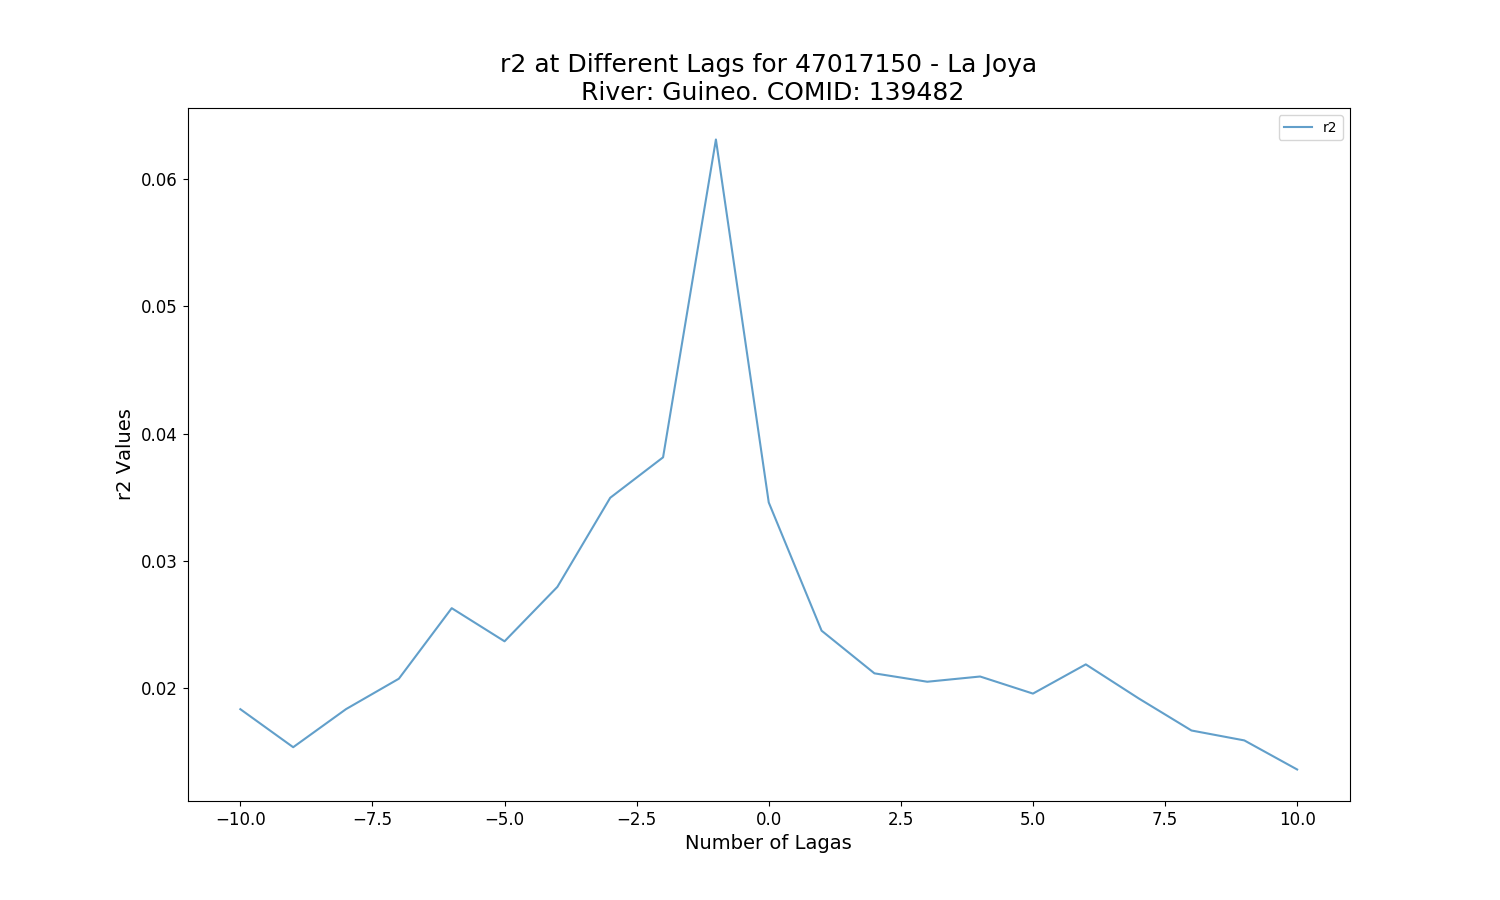 r2 at Different Lags for 47017150 - La Joya
River: Guineo. COMID: 139482
r2
0.06
0.05
0.04
0.03
0.02
r2 Values
−10.0 −7.5 −5.0 −2.5 0.0 2.5 5.0 7.5 10.0
Number of Lagas